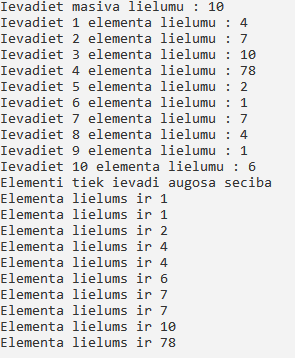 Ievadiet masiva lielumu : 10
Ievadiet 1 elementa lielumu : 4
Ievadiet 2 elementa lielumu : 7
Ievadiet 3 elementa lielumu : 10
Ievadiet 4 elementa lielumu : 78
Ievadiet 5 elementa lielumu : 2
Ievadiet 6 elementa lielumu : 1
Ievadiet 7 elementa lielumu : 7
Ievadiet 8 elementa lielumu : 4
Ievadiet 9 elementa lielumu : 1
Ievadiet 10 elementa lielumu : 6
Elementi tiek ievadi augosa seciba
Elementa lielums ir 1
Elementa lielums ir 1
Elementa lielums ir 2
Elementa lielums ir 4
Elementa lielums ir 4
Elementa lielums ir 6
Elementa lielums ir 7
Elementa lielums ir 7
Elementa lielums ir 10
Elementa lielums ir 78